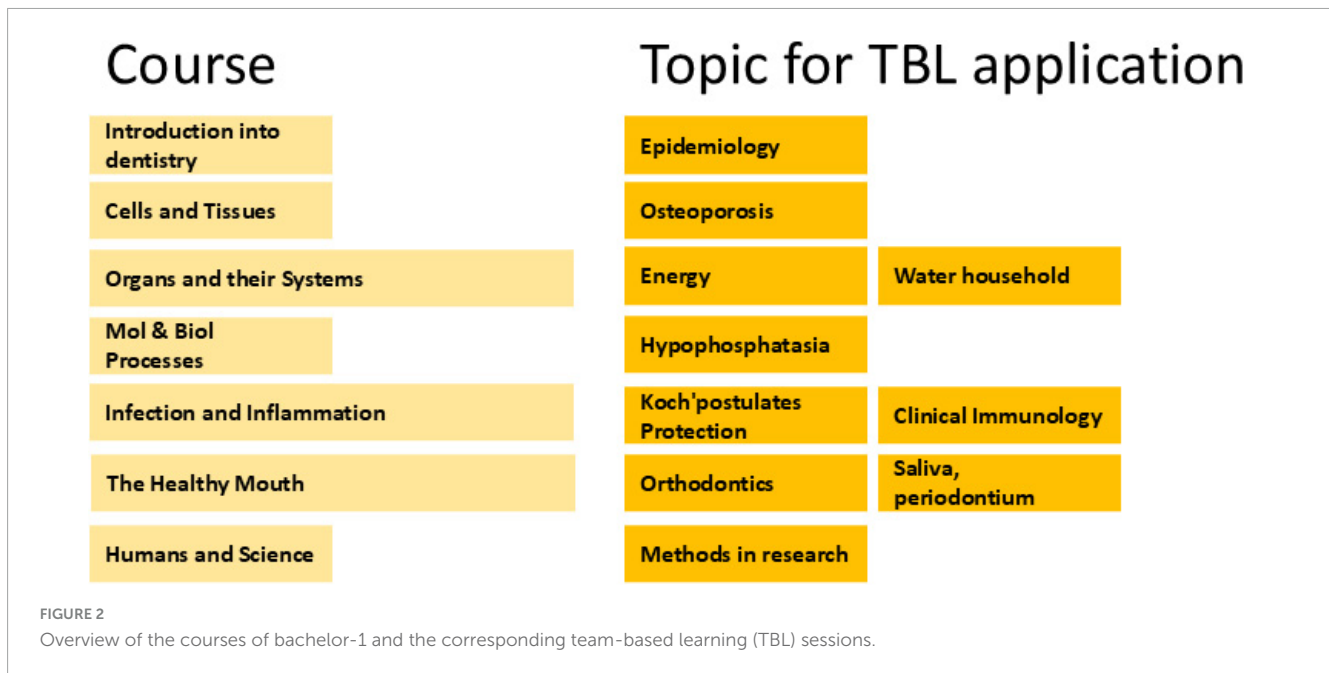 Course
Topic for TBL application
Introduction into
dentistry
Epidemiology
Cells and Tissues
Osteoporosis
Organs and their Systems
Energy
Water household
Mol & Biol
Processes
Hypophosphatasia
Infection and Inflammation
Koch'postulates
Protection
Clinical Immunology
The Healthy Mouth
Orthodontics
Saliva,
periodontium
Humans and Science
Methods in research
FIGURE 2
Overview of the courses of bachelor-1 and the corresponding team-based learning (TBL) sessions.